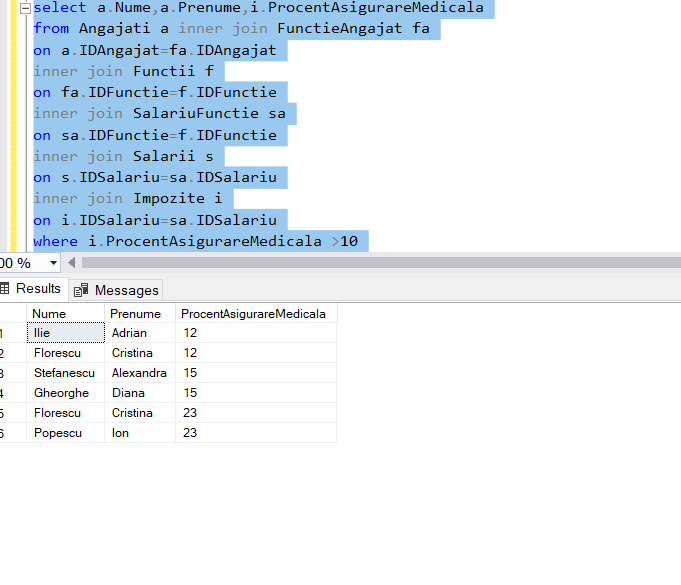 select a.Nume,a.Prenume,i.ProcentAsigurareMedicala
from Angajati a inner join FunctieAngajat fa
on a.IDAngajat=fa.IDAngajat
inner join Functii f
on fa.IDFunctie=f.IDFunctie
inner join SalariuFunctie sa
on sa.IDFunctie=f.IDFunctie
inner join Salarii s
on s.IDSalariu=sa.IDSalariu
inner join Impozite i
on i.IDSalariu=sa.IDSalariu
where i.ProcentAsigurareMedicala >10
00 %
Results Messages
Nume Prenume ProcentAsigurareMedicala
1 Ilie Adrian 12
2 Florescu Cristina 12
3 Stefanescu Alexandra 15
4 Gheorghe Diana 15
5 Florescu Cristina 23
6 Popescu Ion 23